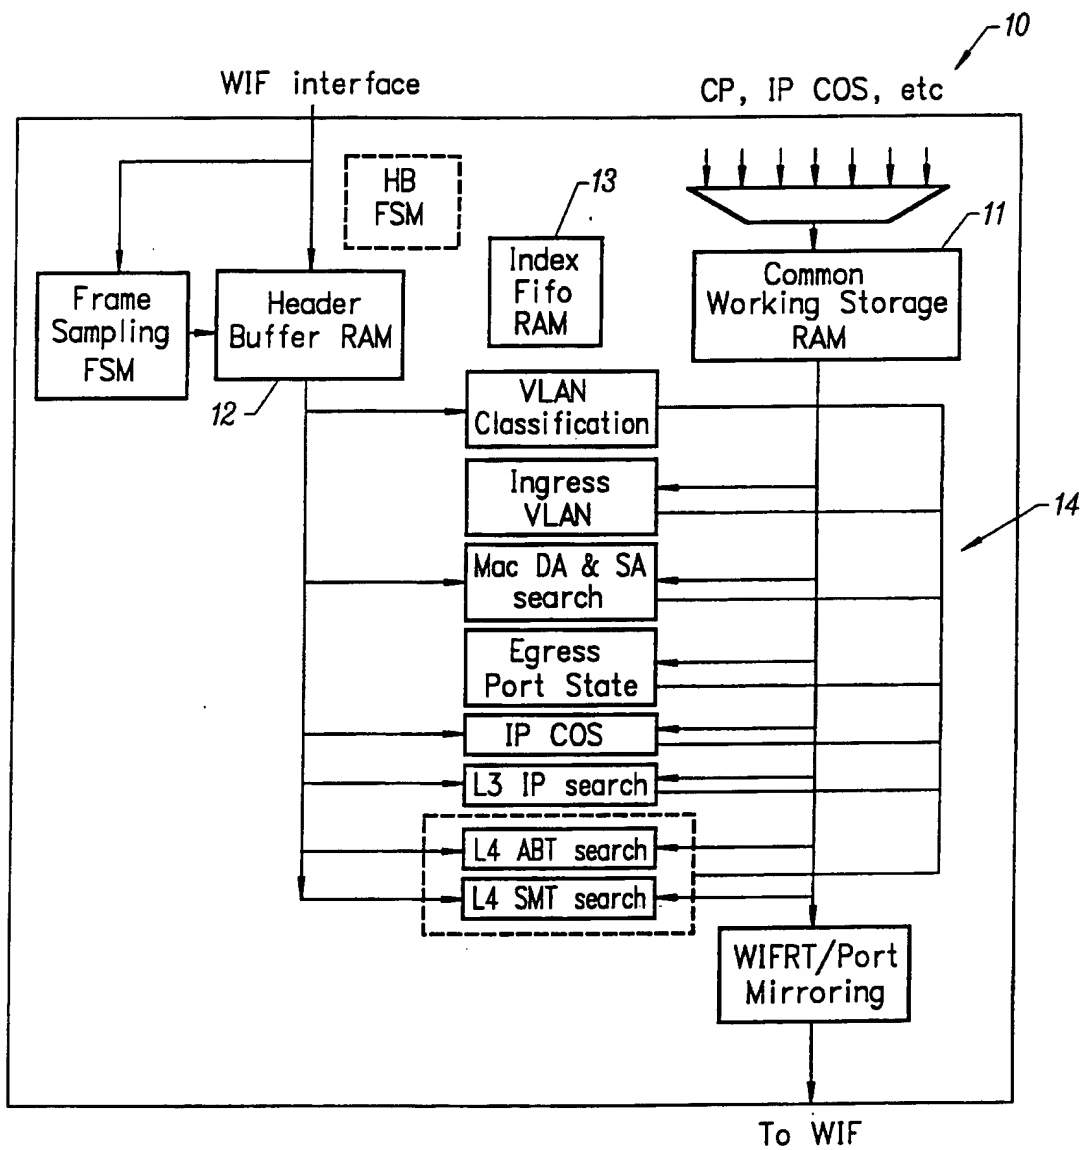 10
WIF interface
CP, IP COS, etc
HB
FSM
13
11
Index
Fifo
RAM
Common
Working Storage
RAM
Frame
Sampling
FSM
Header
Buffer RAM
12
VLAN
Classification
Ingress
VLAN
14
Mac DA & SA
search
Egress
Port State
IP COS
L3 IP search
L4 ABT search
L4 SMT search
WIFRT/Port
Mirroring
To WIF